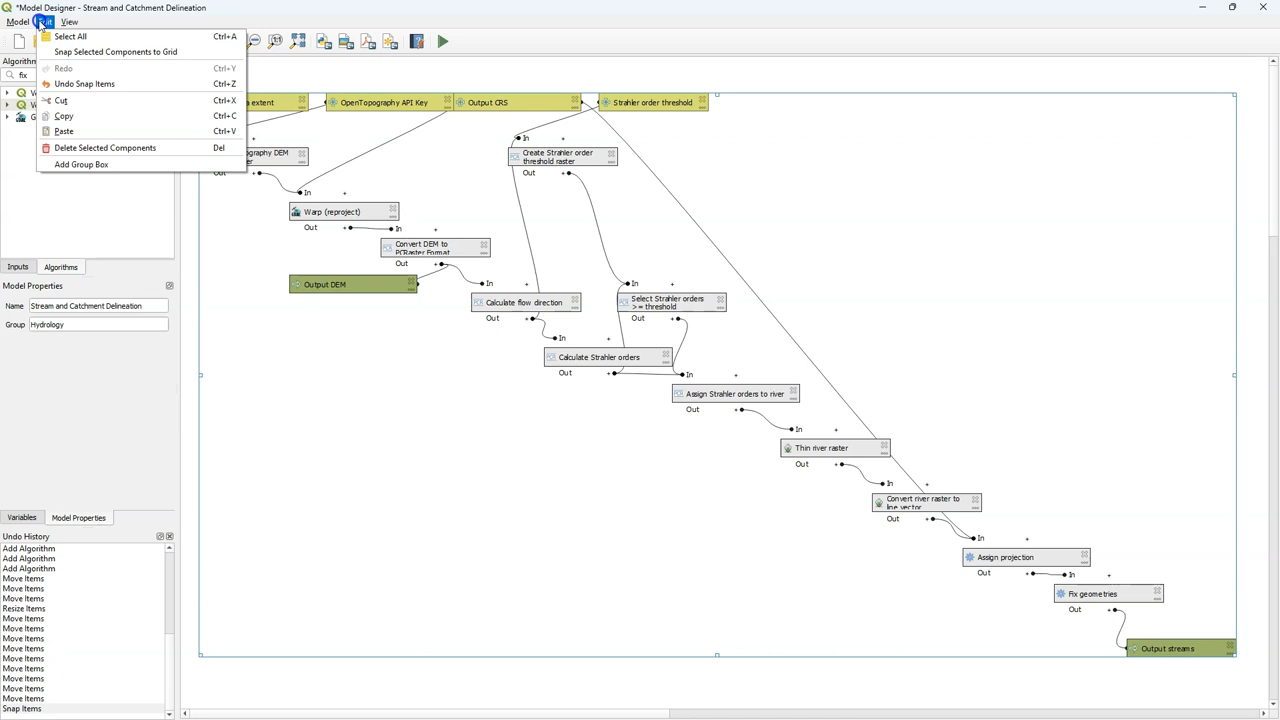 *Model Designer - Stream and Catchment Delineation
Model Edit View
Select All Ctrl+A
Snap Selected Components to Grid
Redo Ctrl+Y
Undo Snap Items Ctrl+Z
Cut Ctrl+X
Copy Ctrl+C
Paste Ctrl+V
Delete Selected Components Del
Add Group Box
Algorithm
fix
extent
OpenTopography API Key
Output CRS
Strahler order threshold
In
Create Strahler order
threshold raster
Out
ography DEM
Out
In
Warp (reproject)
Out
In
Convert DEM to
PCRaster Format
Out
Output DEM
In
Calculate flow direction
Out
In
Select Strahler orders
>= threshold
Out
In
Calculate Strahler orders
Out
In
Assign Strahler orders to river
Out
In
Thin river raster
Out
In
Convert river raster to
line vector
Out
In
Assign projection
Out
In
Fix geometries
Out
Output streams
Inputs Algorithms
Model Properties
Name Stream and Catchment Delineation
Group Hydrology
Variables Model Properties
Undo History
Add Algorithm
Add Algorithm
Add Algorithm
Move Items
Move Items
Move Items
Resize Items
Move Items
Move Items
Move Items
Move Items
Move Items
Move Items
Move Items
Move Items
Move Items
Snap Items